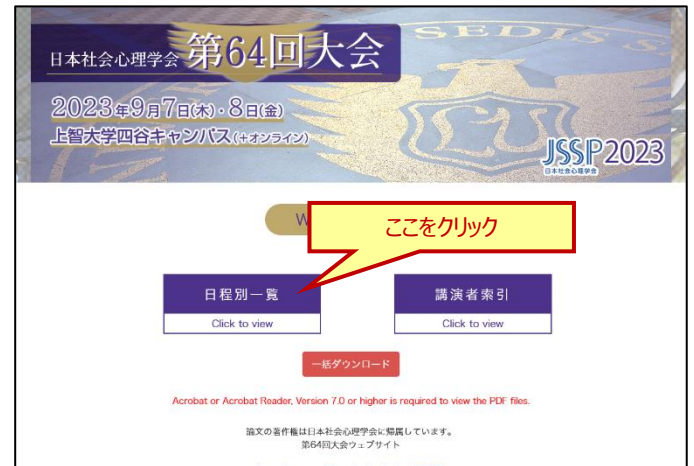 日本社会心理学会 第64回大会
SEDIS S
2023年9月7日(木)・8日(金)
上智大学四谷キャンパス(+オンライン)
LU
JSSP2023
日本社会心理学会
W
ここをクリック
日程別一覧
Click to view
講演者索引
Click to view
一括ダウンロード
Acrobat or Acrobat Reader, Version 7.0 or higher is required to view the PDF files.
論文の著作権は日本社会心理学会に帰属しています。
第64回大会ウェブサイト